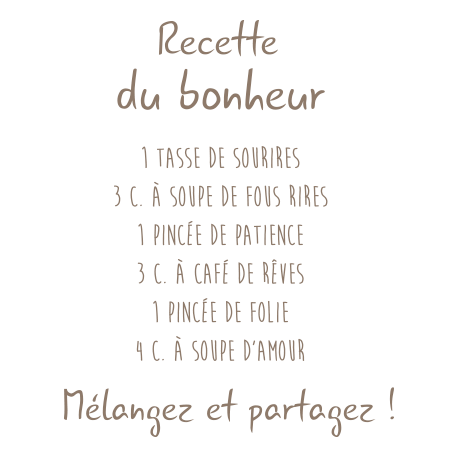 Recette
du bonheur
1 TASSE DE SOURIRES
3 C. À SOUPE DE FOUS RIRES
1 PINCÉE DE PATIENCE
3 C. À CAFÉ DE RÊVES
1 PINCÉE DE FOLIE
4 C. À SOUPE D'AMOUR
Mélangez et partagez !